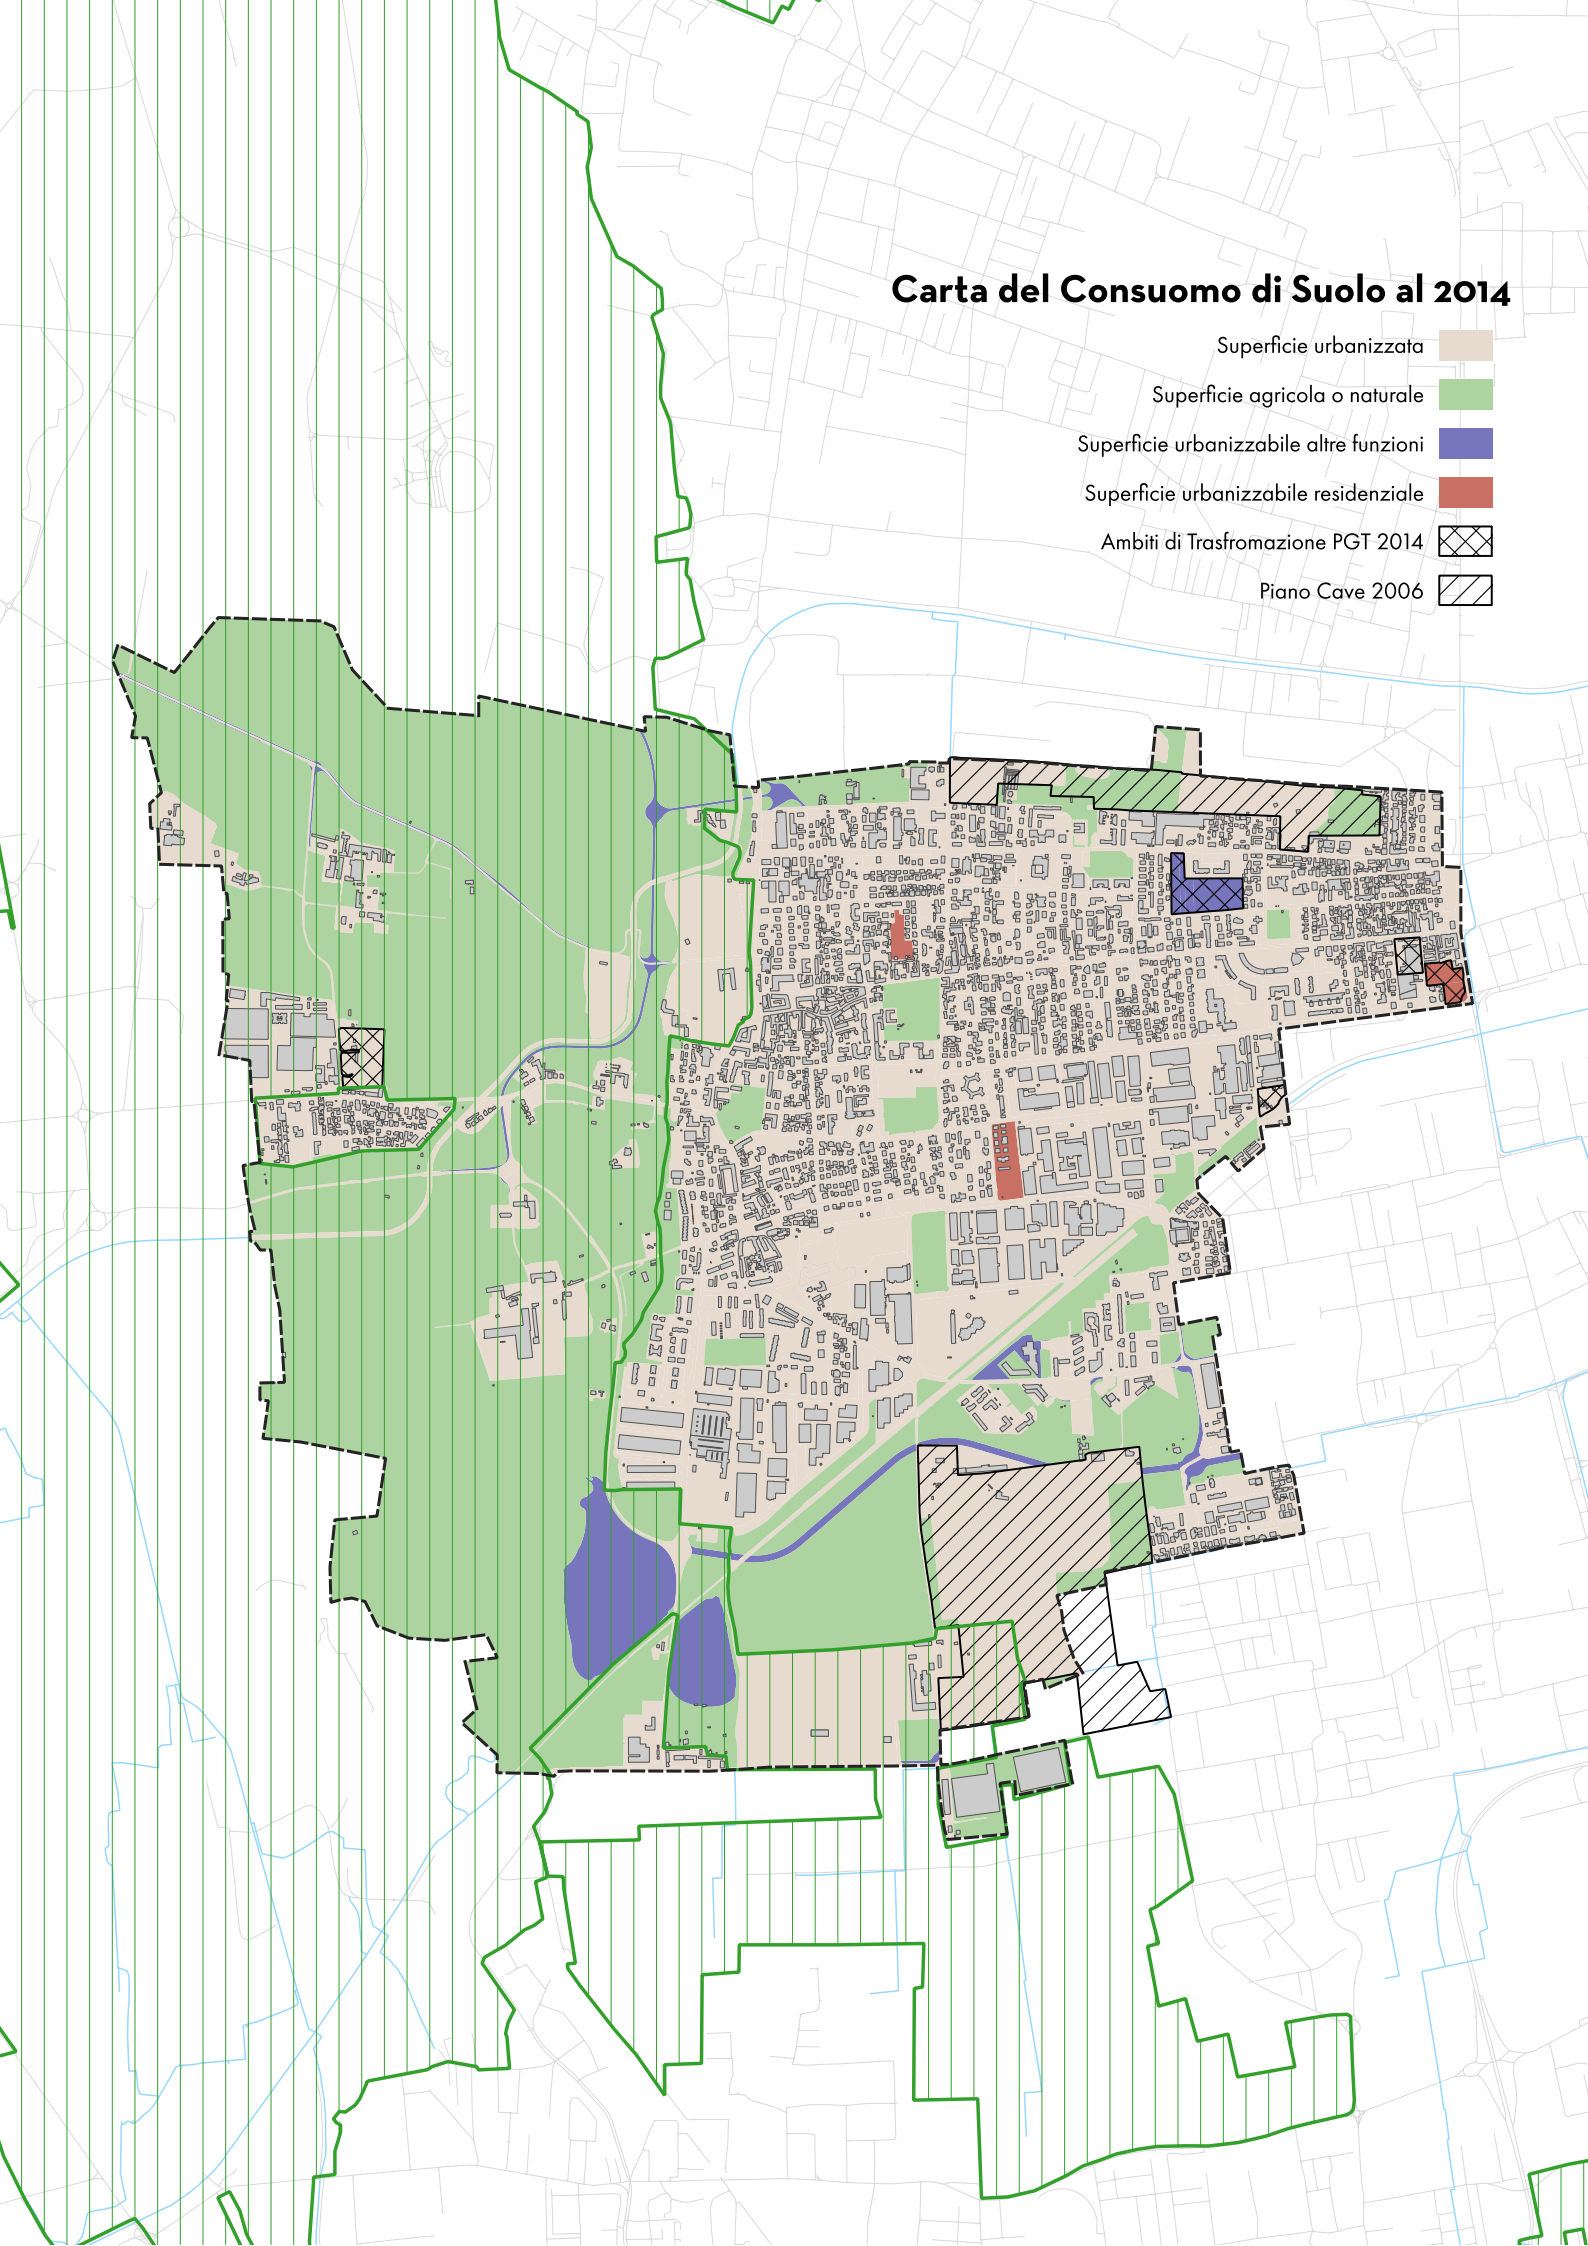 Carta del Consuomo di Suolo al 2014
Superficie urbanizzata
Superficie agricola o naturale
Superficie urbanizzabile altre funzioni
Superficie urbanizzabile residenziale
Ambiti di Trasfromazione PGT 2014
Piano Cave 2006